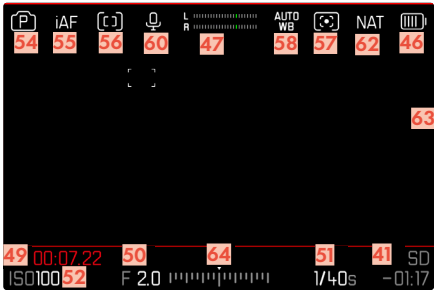 P iAF L R AUTO WB NAT
54 55 56 60 47 58 57 62 46
63
49 00:07.22 50 64 51 41 SD
ISO100 52 F 2.0 1/40s -01:17